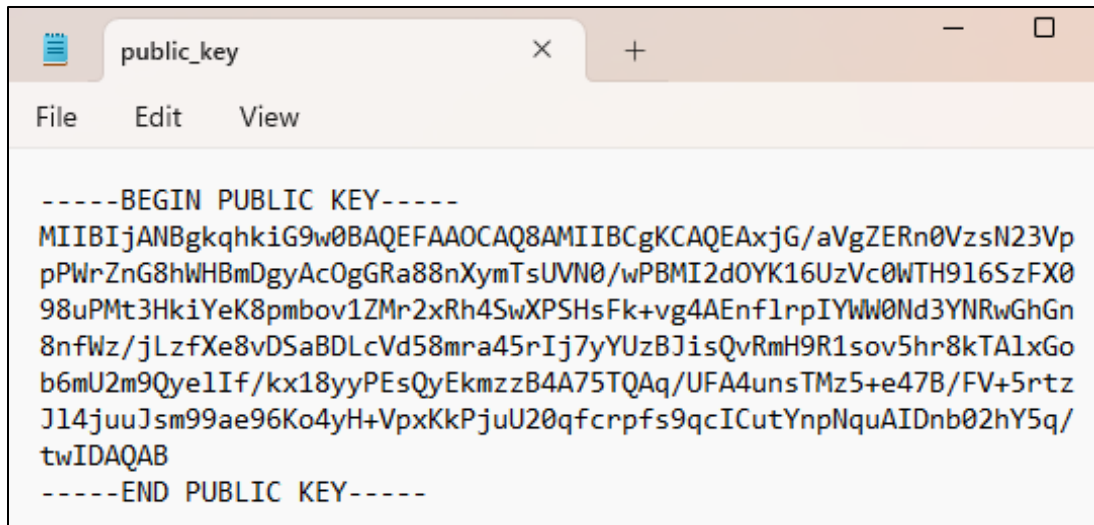 public_key
File Edit View
-----BEGIN PUBLIC KEY-----
MIIBIjANBgkqhkiG9w0BAQEFAAOCAQ8AMIIBCgKCAQEAxjG/aVgZERn0VzsN23Vp
pPWrZnG8hWHBmDgyAcOgGRa88nXymTsUVN0/wPBMI2dOYK16UzVc0WTH9l6SzFX0
98uPMt3HkiYeK8pmbov1ZMr2xRh4SwXPSHsFk+vg4AEnflrpIYWW0Nd3YNRwGhGn
8nfWz/jLzfXe8vDSaBDLcVd58mra45rIj7yYUzBJisQvRmH9R1sov5hr8kTAlxGo
b6mU2m9QyelIf/kx18yyPEsQyEkmzzB4A75TQAq/UFA4unsTMz5+e47B/FV+5rtz
Jl4juuJsm99ae96Ko4yH+VpxKkPjuU20qfcrpfs9qcICutYnpNquAIDnb02hY5q/
twIDAQAB
-----END PUBLIC KEY-----